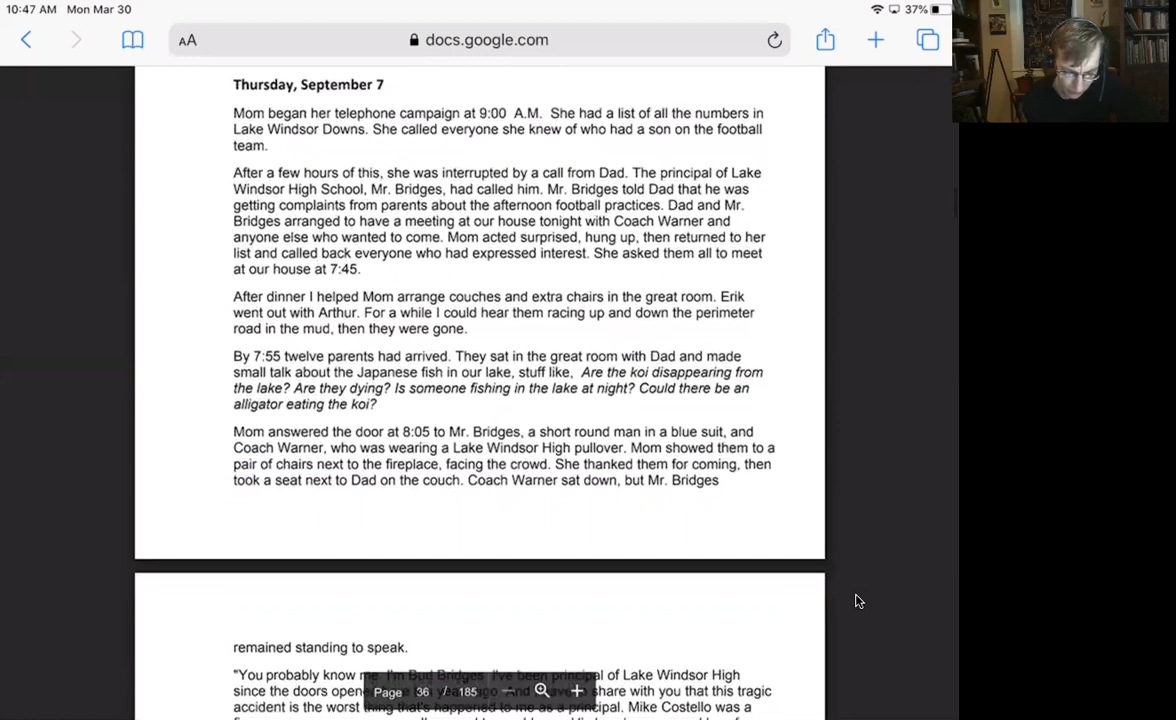 10:47 AM Mon Mar 30
37%
AA
docs.google.com
Thursday, September 7
Mom began her telephone campaign at 9:00 A.M. She had a list of all the numbers in
Lake Windsor Downs. She called everyone she knew of who had a son on the football
team.
After a few hours of this, she was interrupted by a call from Dad. The principal of Lake
Windsor High School, Mr. Bridges, had called him. Mr. Bridges told Dad that he was
getting complaints from parents about the afternoon football practices. Dad and Mr.
Bridges arranged to have a meeting at our house tonight with Coach Warner and
anyone else who wanted to come. Mom acted surprised, hung up, then returned to her
list and called back everyone who had expressed interest. She asked them all to meet
at our house at 7:45.
After dinner I helped Mom arrange couches and extra chairs in the great room. Erik
went out with Arthur. For a while I could hear them racing up and down the perimeter
road in the mud, then they were gone.
By 7:55 twelve parents had arrived. They sat in the great room with Dad and made
small talk about the Japanese fish in our lake, stuff like, Are the koi disappearing from
the lake? Are they dying? Is someone fishing in the lake at night? Could there be an
alligator eating the koi?
Mom answered the door at 8:05 to Mr. Bridges, a short round man in a blue suit, and
Coach Warner, who was wearing a Lake Windsor High pullover. Mom showed them to a
pair of chairs next to the fireplace, facing the crowd. She thanked them for coming, then
took a seat next to Dad on the couch. Coach Warner sat down, but Mr. Bridges
remained standing to speak.
"You probably know me. I'm Bud Bridges. I've been principal of Lake Windsor High
since the doors opened ago. And share with you that this tragic
accident is the worst thing that's happened to me as a principal. Mike Costello was a
Page 36 / 185